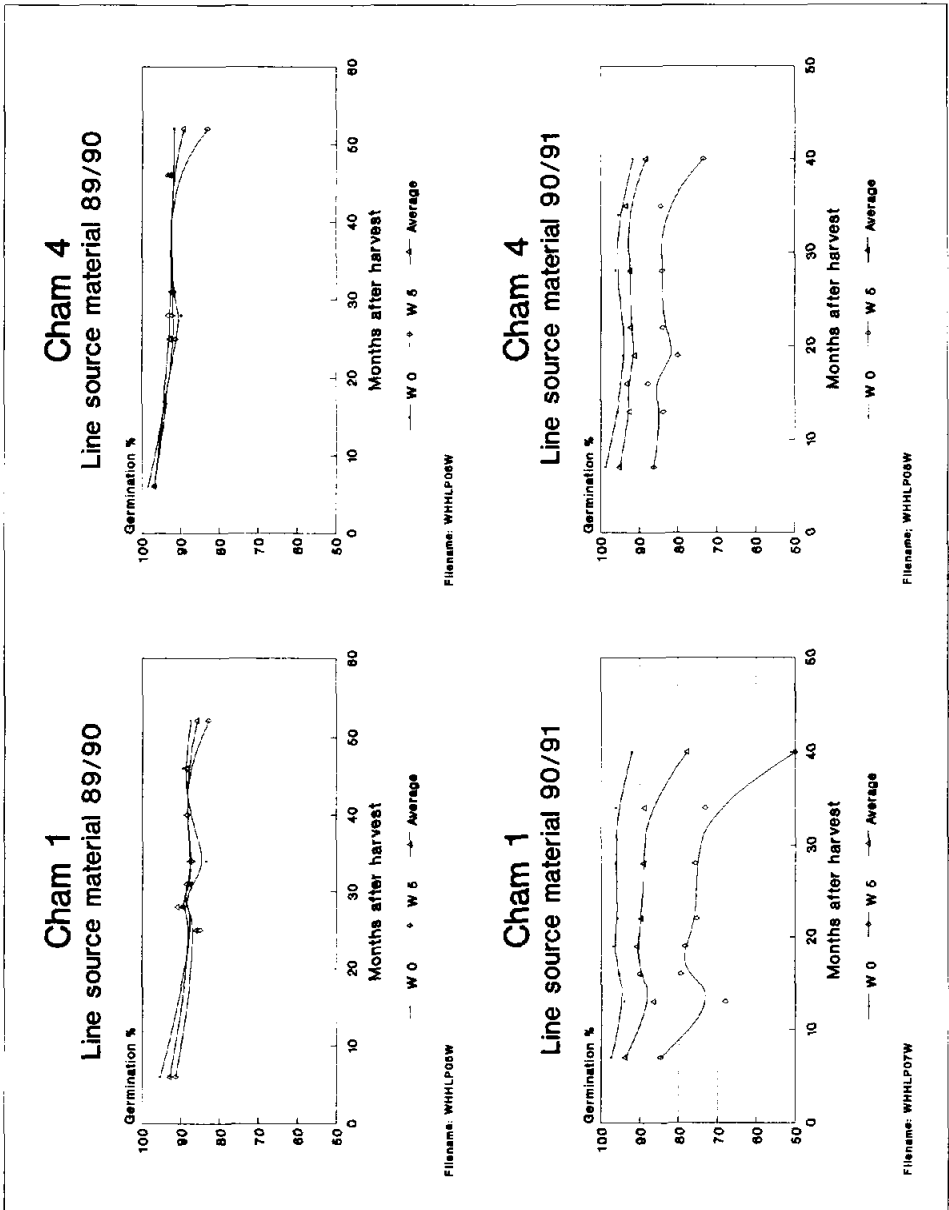 Cham 1
Line source material 89/90
Germination %
100
90
80
70
60
50
0 10 20 30 40 50 60
Months after harvest
W 0 W 5 Average
Filename: WHHLP05W
Cham 4
Line source material 89/90
Germination %
100
90
80
70
60
50
0 10 20 30 40 50 60
Months after harvest
W 0 W 5 Average
Filename: WHHLP06W
Cham 1
Line source material 90/91
Germination %
100
90
80
70
60
50
0 10 20 30 40 50
Months after harvest
W 0 W 5 Average
Filename: WHHLP07W
Cham 4
Line source material 90/91
Germination %
100
90
80
70
60
50
0 10 20 30 40 50
Months after harvest
W 0 W 5 Average
Filename; WHHLP08W